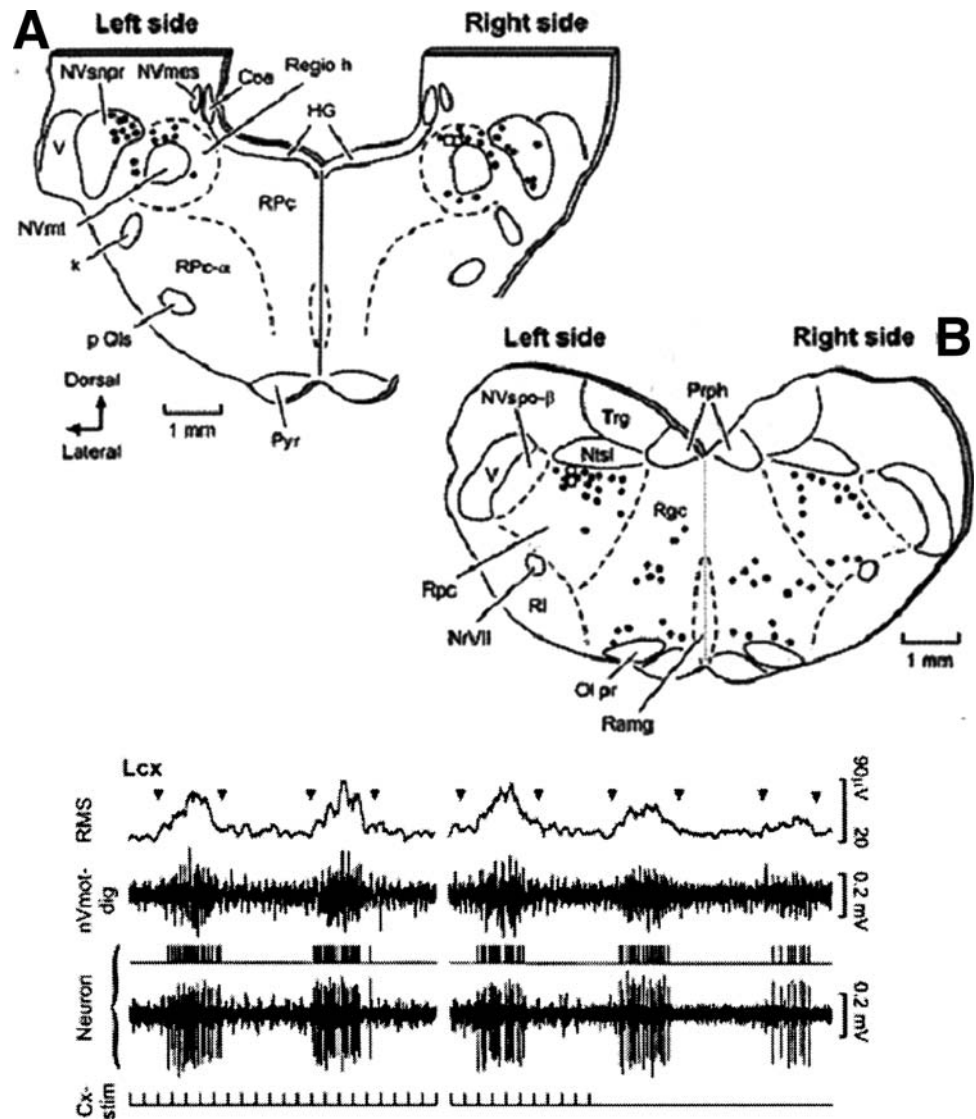 A
Left side
Right side
NVsnpr
NVmes
Coe
Regio h
HG
V
RPc
NVmt
k
RPc-α
p Ols
Dorsal
Lateral
1 mm
Pyr
B
Left side
Right side
NVspo-β
Trg
Prph
Ntsl
V
Rgc
Rpc
RI
NrVII
Ol pr
Ramg
1 mm
Lcx
RMS
90μV
20
nVmot-
dig
0.2 mV
Neuron
0.2
mV
Cx-
stim